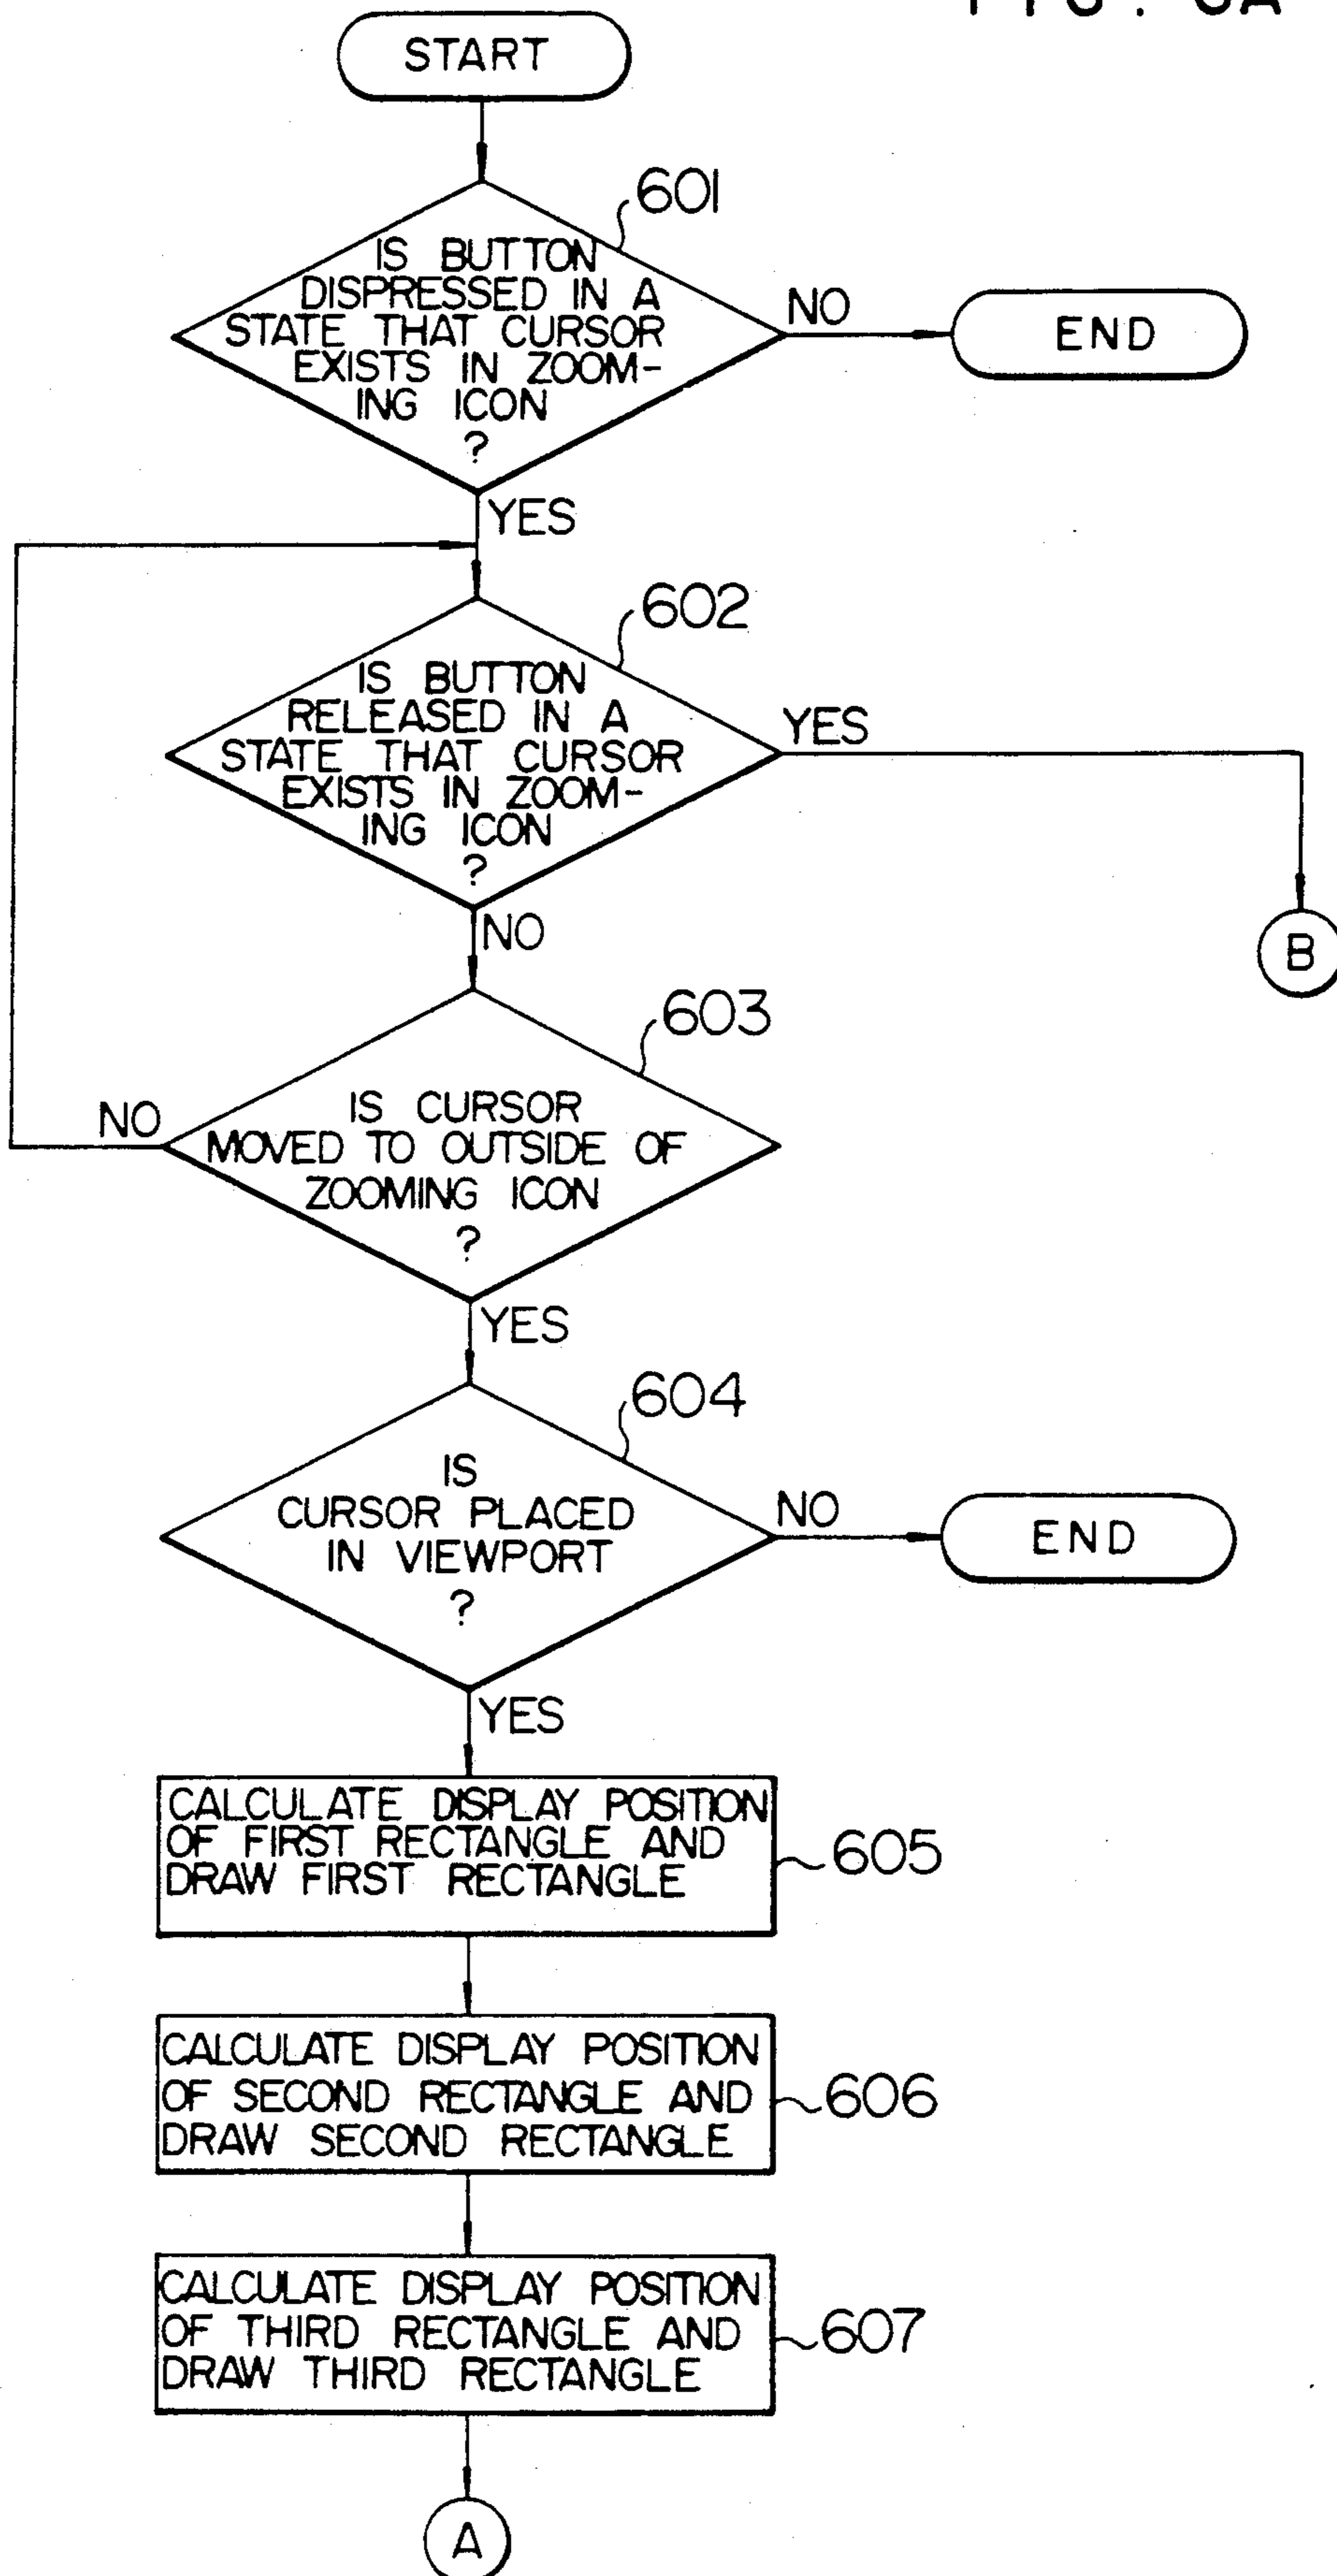 FIG. 6A
START
601
IS BUTTON
DISPRESSED IN A
STATE THAT CURSOR
EXISTS IN ZOOM-
ING ICON
?
NO
END
YES
602
IS BUTTON
RELEASED IN A
STATE THAT CURSOR
EXISTS IN ZOOM-
ING ICON
?
YES
B
NO
603
IS CURSOR
MOVED TO OUTSIDE OF
ZOOMING ICON
?
NO
YES
604
IS
CURSOR PLACED
IN VIEWPORT
?
NO
END
YES
CALCULATE DISPLAY POSITION
OF FIRST RECTANGLE AND
DRAW FIRST RECTANGLE
605
CALCULATE DISPLAY POSITION
OF SECOND RECTANGLE AND
DRAW SECOND RECTANGLE
606
CALCULATE DISPLAY POSITION
OF THIRD RECTANGLE AND
DRAW THIRD RECTANGLE
607
A